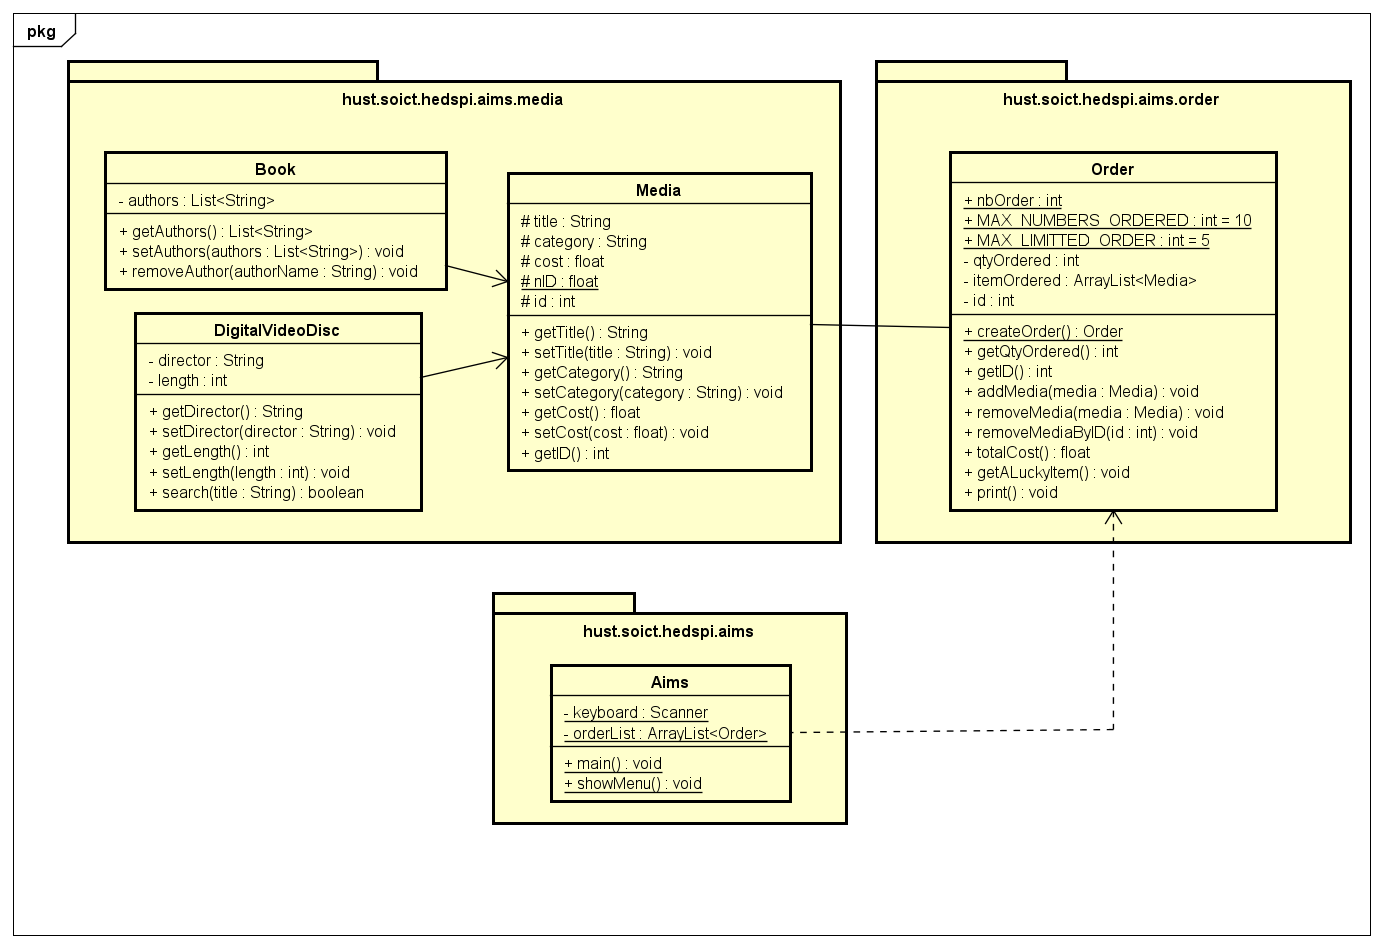 pkg
hust.soict.hedspi.aims.media
Book
- authors : List<String>
+ getAuthors() : List<String>
+ setAuthors(authors : List<String>) : void
+ removeAuthor(authorName : String) : void
DigitalVideoDisc
- director : String
- length : int
+ getDirector() : String
+ setDirector(director : String) : void
+ getLength() : int
+ setLength(length : int) : void
+ search(title : String) : boolean
Media
# title : String
# category : String
# cost : float
# nID : float
# id : int
+ getTitle() : String
+ setTitle(title : String) : void
+ getCategory() : String
+ setCategory(category : String) : void
+ getCost() : float
+ setCost(cost : float) : void
+ getID() : int
hust.soict.hedspi.aims.order
Order
+ nbOrder : int
+ MAX_NUMBERS_ORDERED : int = 10
+ MAX_LIMITTED_ORDER : int = 5
- qtyOrdered : int
- itemOrdered : ArrayList<Media>
- id : int
+ createOrder() : Order
+ getQtyOrdered() : int
+ getID() : int
+ addMedia(media : Media) : void
+ removeMedia(media : Media) : void
+ removeMediaByID(id : int) : void
+ totalCost() : float
+ getALuckyItem() : void
+ print() : void
hust.soict.hedspi.aims
Aims
- keyboard : Scanner
- orderList : ArrayList<Order>
+ main() : void
+ showMenu() : void